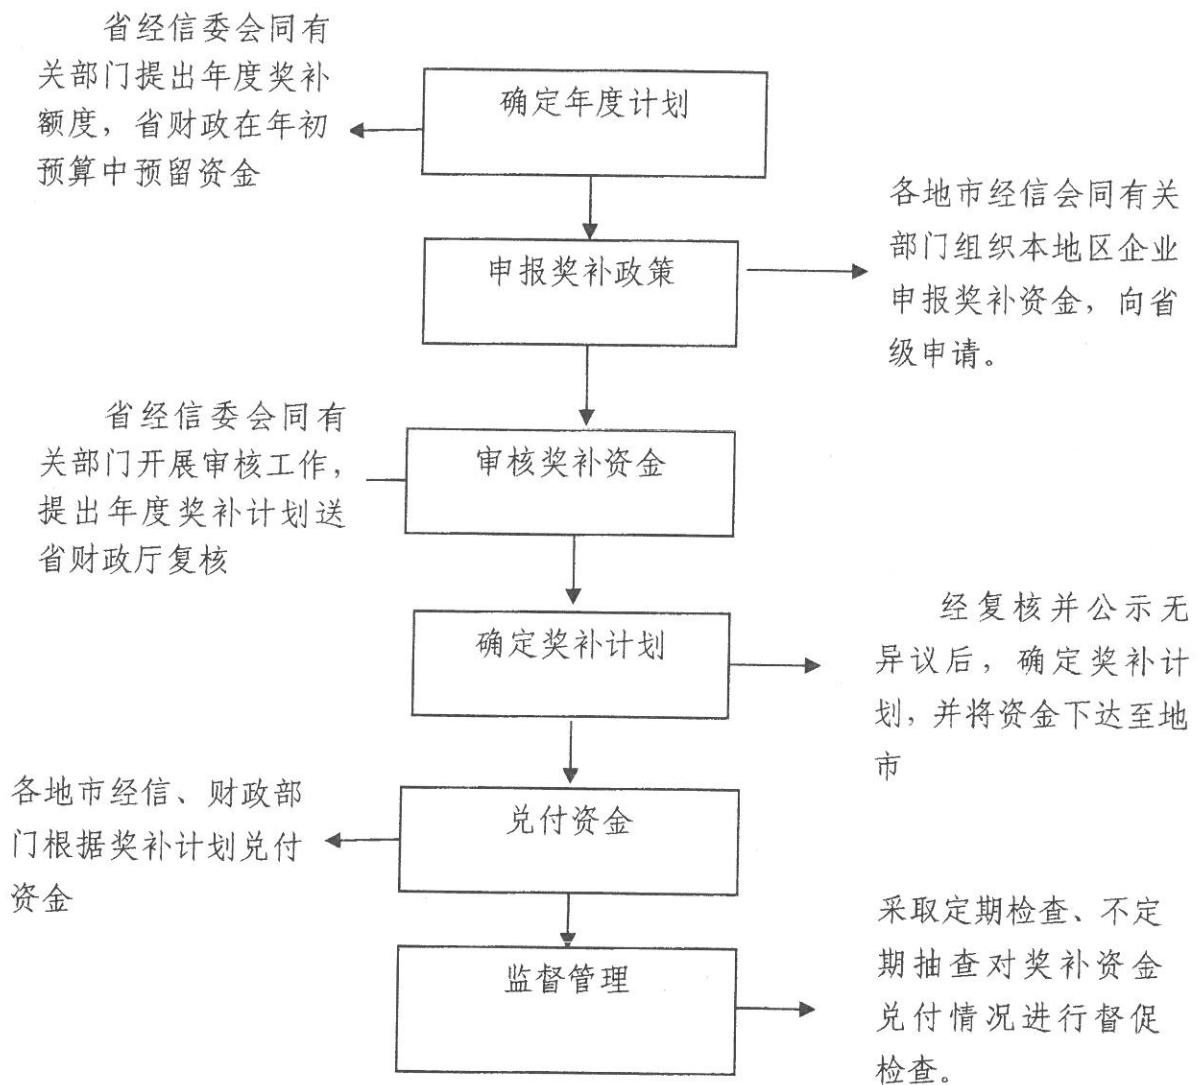 省经信委会同有
关部门提出年度奖补
额度，省财政在年初
预算中预留资金
确定年度计划
申报奖补政策
各地市经信会同有关
部门组织本地区企业
申报奖补资金，向省
级申请。
省经信委会同有
关部门开展审核工作，
提出年度奖补计划送
省财政厅复核
审核奖补资金
确定奖补计划
经复核并公示无
异议后，确定奖补计
划，并将资金下达至地
市
各地市经信、财政部
门根据奖补计划兑付
资金
兑付资金
监督管理
采取定期检查、不定
期抽查对奖补资金
兑付情况进行督促
检查。